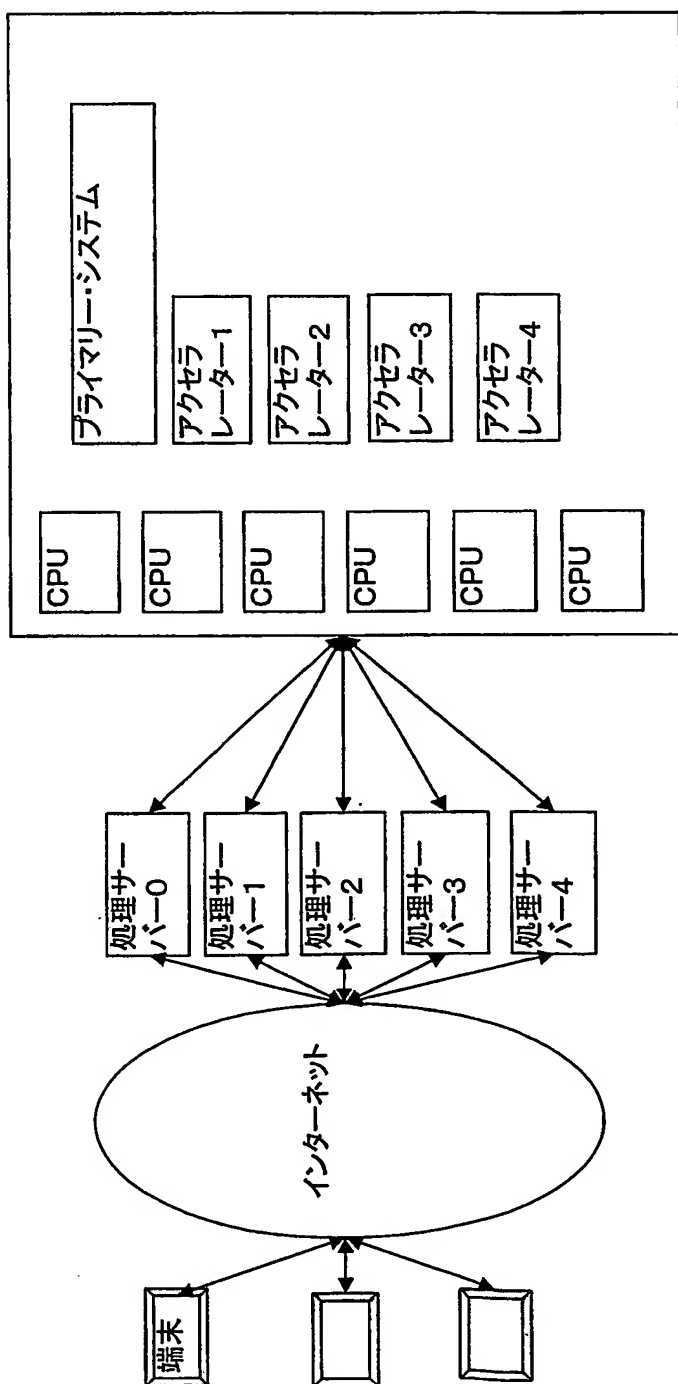 端末
インターネット
処理サー
バー0
処理サー
バー1
処理サー
バー2
処理サー
バー3
処理サー
バー4
CPU
CPU
CPU
CPU
CPU
CPU
プライマリー・システム
アクセラ
レーター1
アクセラ
レーター2
アクセラ
レーター3
アクセラ
レーター4